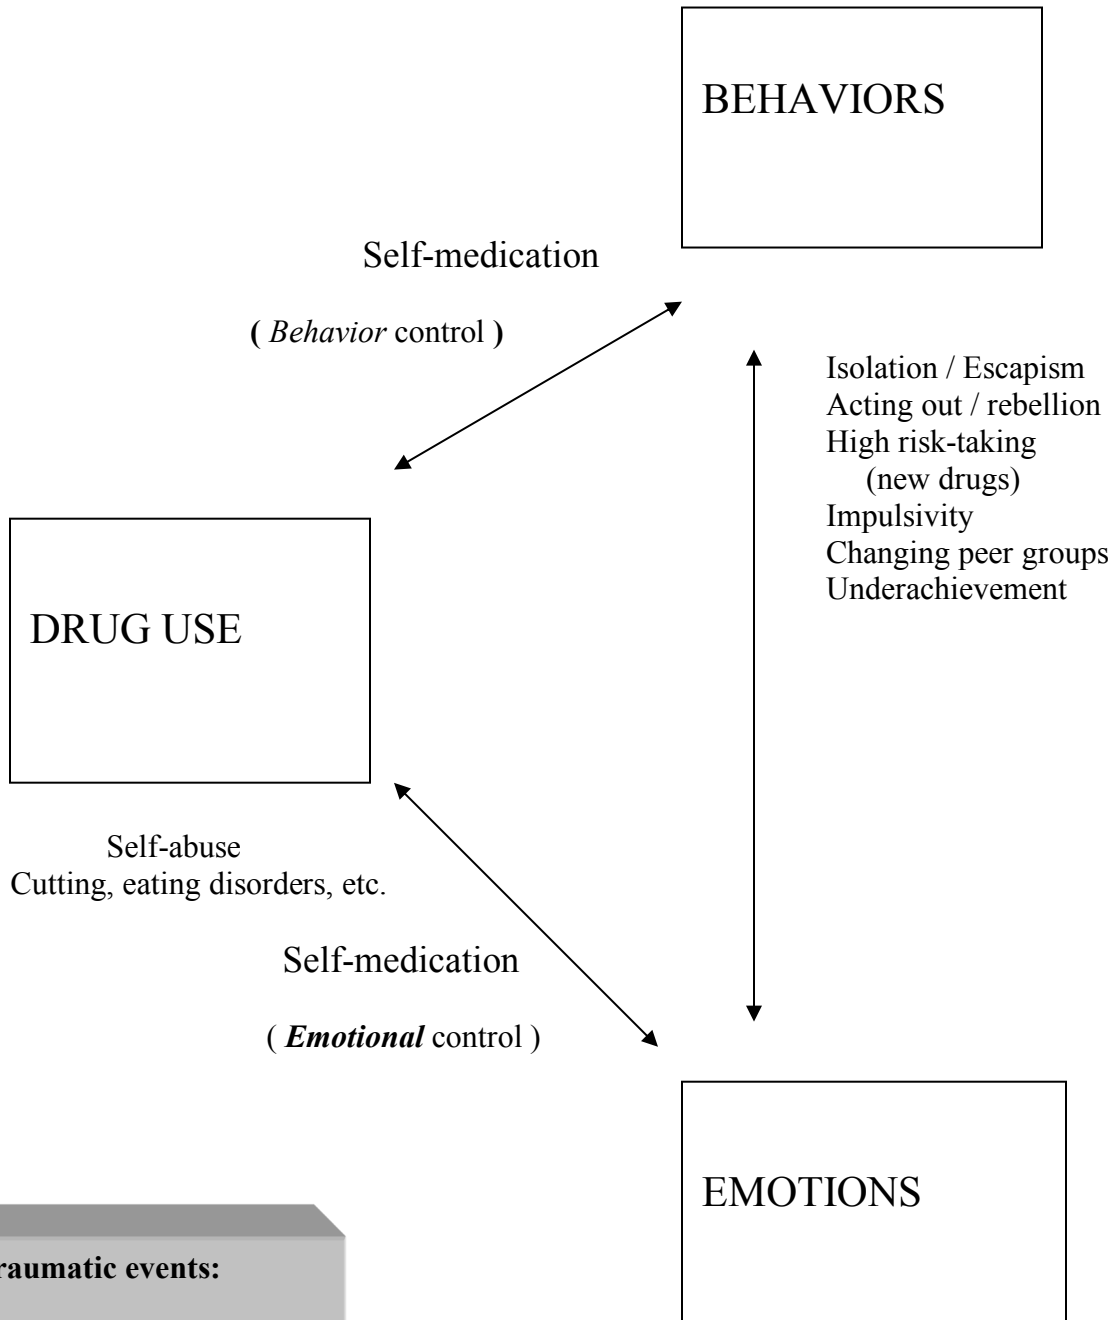 BEHAVIORS
Self-medication
( Behavior control )
Isolation / Escapism
Acting out / rebellion
High risk-taking
(new drugs)
Impulsivity
Changing peer groups
Underachievement
DRUG USE
Self-abuse
Cutting, eating disorders, etc.
Self-medication
( Emotional control )
EMOTIONS
raumatic events: